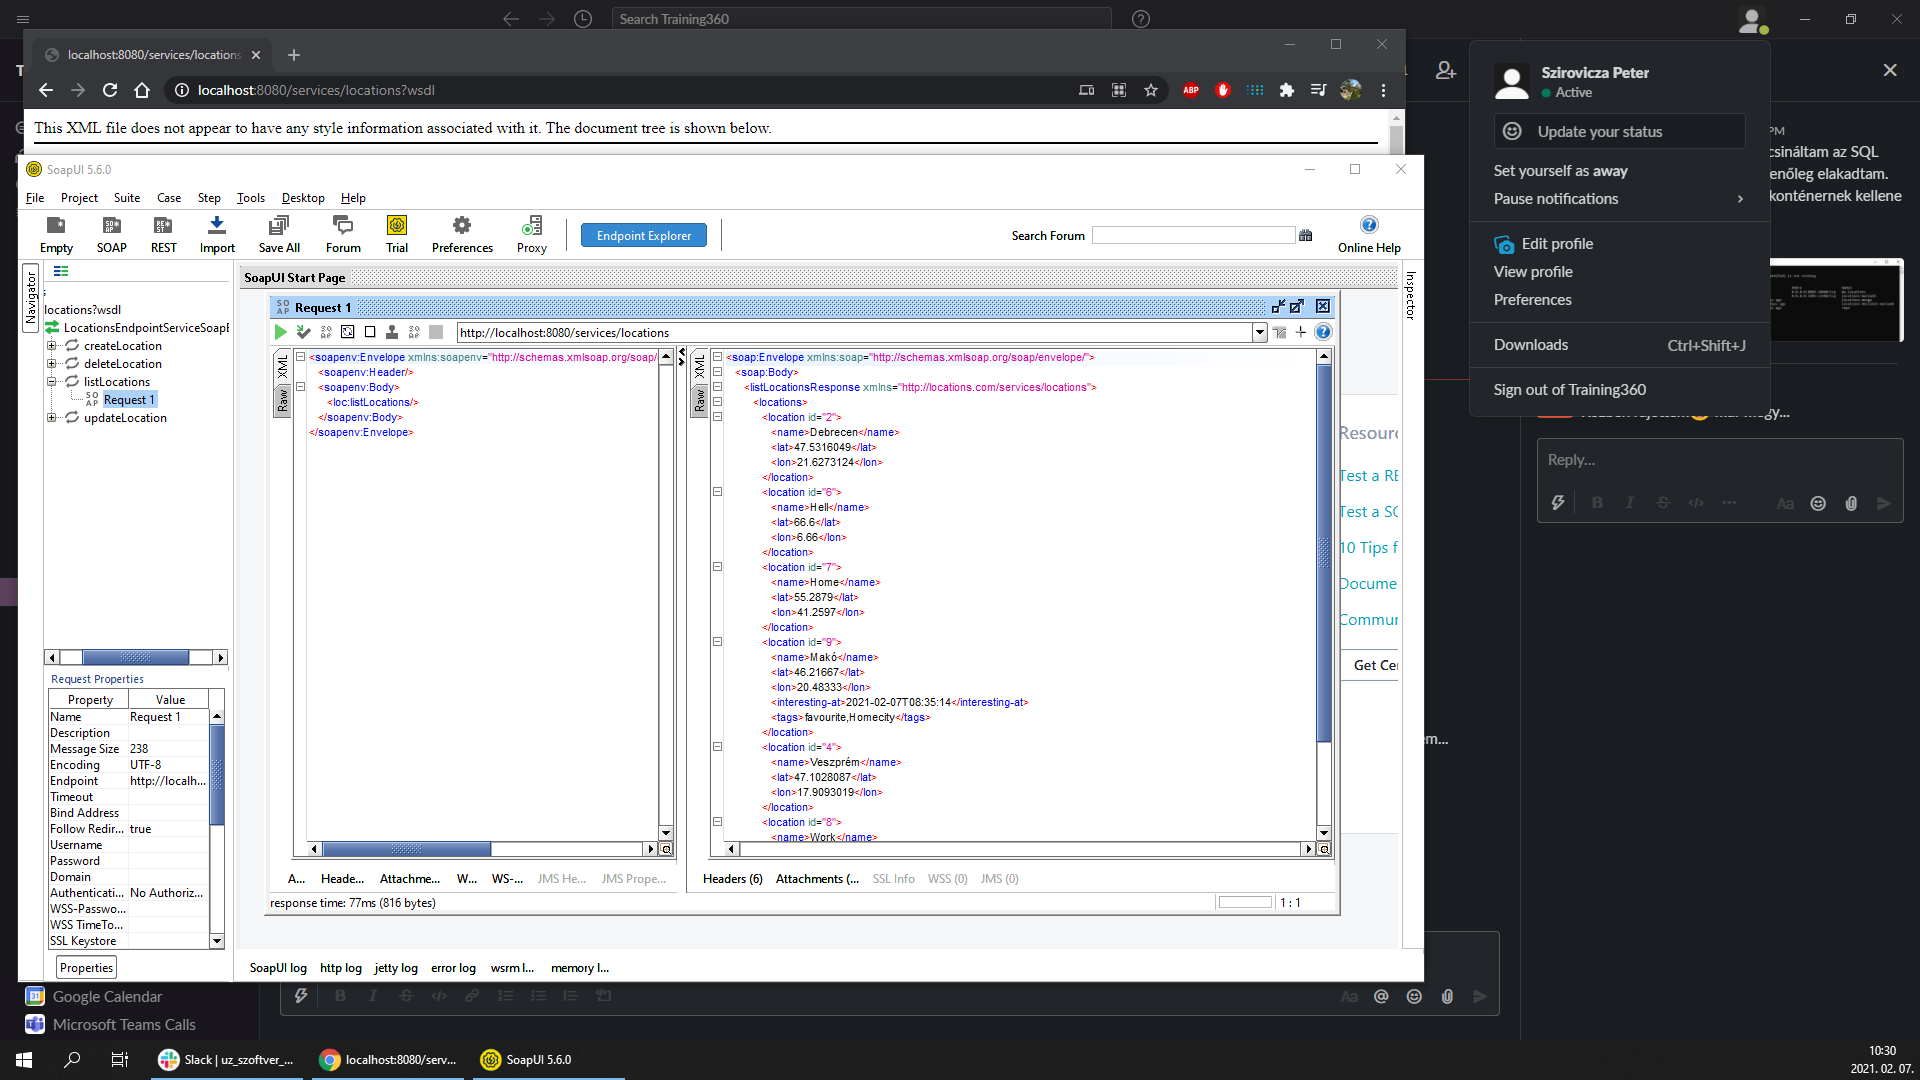 Search Training360
localhost:8080/services/locations
localhost:8080/services/locations?wsdl
This XML file does not appear to have any style information associated with it. The document tree is shown below.
SoapUI 5.6.0
File Project Suite Case Step Tools Desktop Help
Empty SOAP REST Import Save All Forum Trial Preferences Proxy
Endpoint Explorer
Search Forum
Online Help
Navigator
locations?wsdl
LocationsEndpointServiceSoapB
createLocation
deleteLocation
listLocations
Request 1
updateLocation
Request Properties
Property Value
Name Request 1
Description
Message Size 238
Encoding UTF-8
Endpoint http://localh...
Timeout
Bind Address
Follow Redir... true
Username
Password
Domain
Authenticati... No Authoriz...
WSS-Passwo...
WSS TimeTo...
SSL Keystore
Properties
SoapUI Start Page
Request 1
http://localhost:8080/services/locations
XML
Raw
<soapenv:Envelope xmlns:soapenv="http://schemas.xmlsoap.org/soap/
<soapenv:Header/>
<soapenv:Body>
<loc:listLocations/>
</soapenv:Body>
</soapenv:Envelope>
XML
Raw
<soap:Envelope xmlns:soap="http://schemas.xmlsoap.org/soap/envelope/">
<soap:Body>
<listLocationsResponse xmlns="http://locations.com/services/locations">
<locations>
<location id="2">
<name>Debrecen</name>
<lat>47.5316049</lat>
<lon>21.6273124</lon>
</location>
<location id="6">
<name>Hell</name>
<lat>66.6</lat>
<lon>6.66</lon>
</location>
<location id="7">
<name>Home</name>
<lat>55.2879</lat>
<lon>41.2597</lon>
</location>
<location id="9">
<name>Makó</name>
<lat>46.21667</lat>
<lon>20.48333</lon>
<interesting-at>2021-02-07T08:35:14</interesting-at>
<tags>favourite,Homecity</tags>
</location>
<location id="4">
<name>Veszprém</name>
<lat>47.1028087</lat>
<lon>17.9093019</lon>
</location>
<location id="8">
<name>Work</name>
A... Heade... Attachme... W... WS-... JMS He... JMS Prope...
Headers (6) Attachments (... SSL Info WSS (0) JMS (0)
response time: 77ms (816 bytes)
1 : 1
SoapUI log http log jetty log error log wsrm l... memory l...
Inspector
Resourc
Test a RE
Test a SO
10 Tips f
Docume
Commun
Get Cer
Szirovicza Peter
Active
Update your status
Set yourself as away
Pause notifications
Edit profile
View profile
Preferences
Downloads Ctrl+Shift+J
Sign out of Training360
PM
csináltam az SQL
enőleg elakadtam.
konténernek kellene
Reply...
em...
Google Calendar
Microsoft Teams Calls
Slack | uz_szoftver_...
localhost:8080/serv...
SoapUI 5.6.0
10:30
2021. 02. 07.